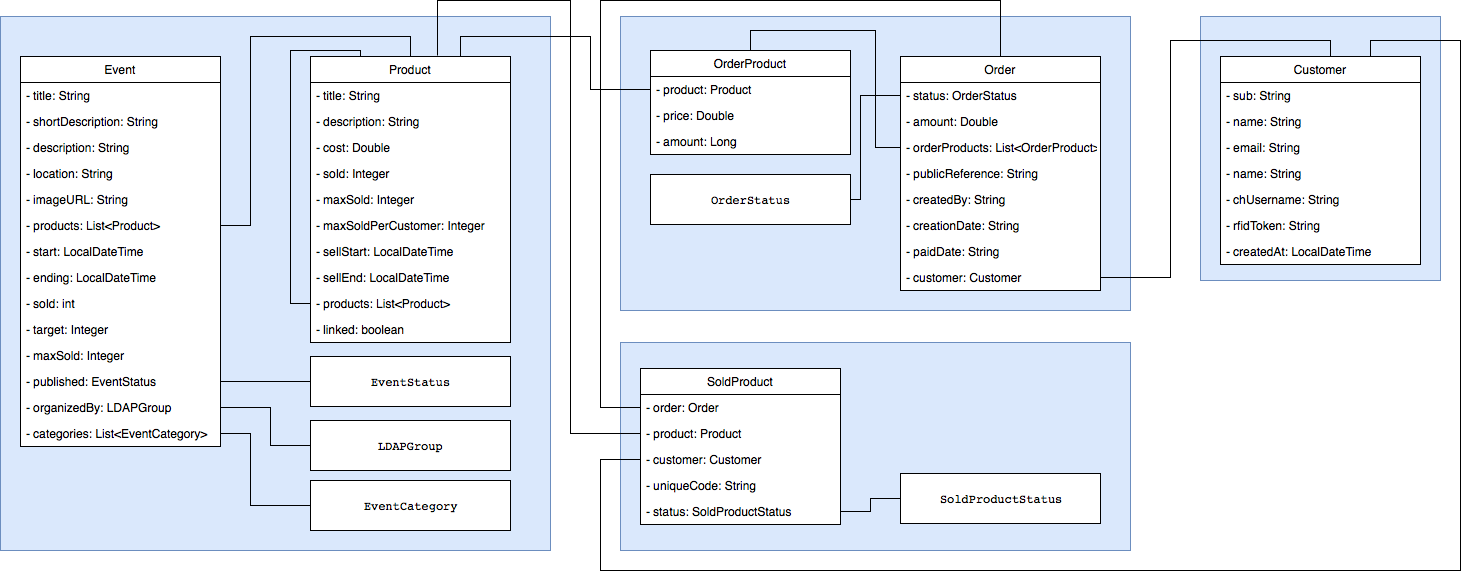 Event
- title: String
- shortDescription: String
- description: String
- location: String
- imageURL: String
- products: List<Product>
- start: LocalDateTime
- ending: LocalDateTime
- sold: int
- target: Integer
- maxSold: Integer
- published: EventStatus
- organizedBy: LDAPGroup
- categories: List<EventCategory>
Product
- title: String
- description: String
- cost: Double
- sold: Integer
- maxSold: Integer
- maxSoldPerCustomer: Integer
- sellStart: LocalDateTime
- sellEnd: LocalDateTime
- products: List<Product>
- linked: boolean
EventStatus
LDAPGroup
EventCategory
OrderProduct
- product: Product
- price: Double
- amount: Long
OrderStatus
Order
- status: OrderStatus
- amount: Double
- orderProducts: List<OrderProduct>
- publicReference: String
- createdBy: String
- creationDate: String
- paidDate: String
- customer: Customer
Customer
- sub: String
- name: String
- email: String
- name: String
- chUsername: String
- rfidToken: String
- createdAt: LocalDateTime
SoldProduct
- order: Order
- product: Product
- customer: Customer
- uniqueCode: String
- status: SoldProductStatus
SoldProductStatus